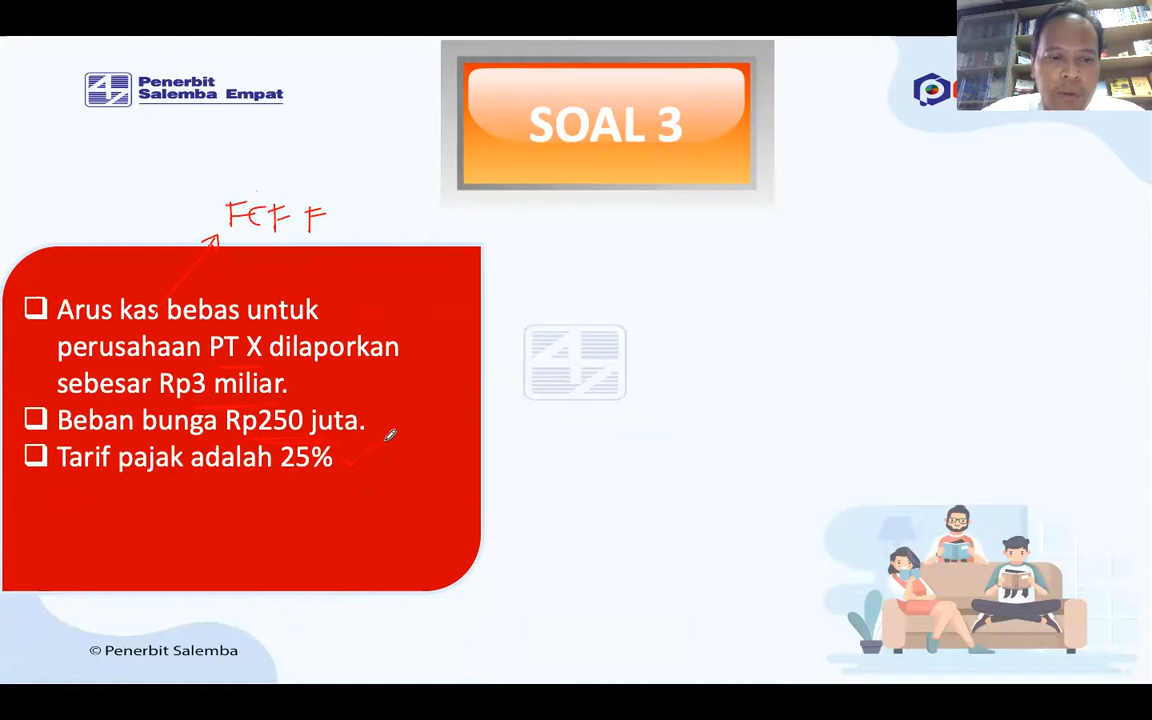 Penerbit
Salemba Empat
SOAL 3
FCFF
Arus kas bebas untuk
perusahaan PT X dilaporkan
sebesar Rp3 miliar.
Beban bunga Rp250 juta.
Tarif pajak adalah 25%
© Penerbit Salemba